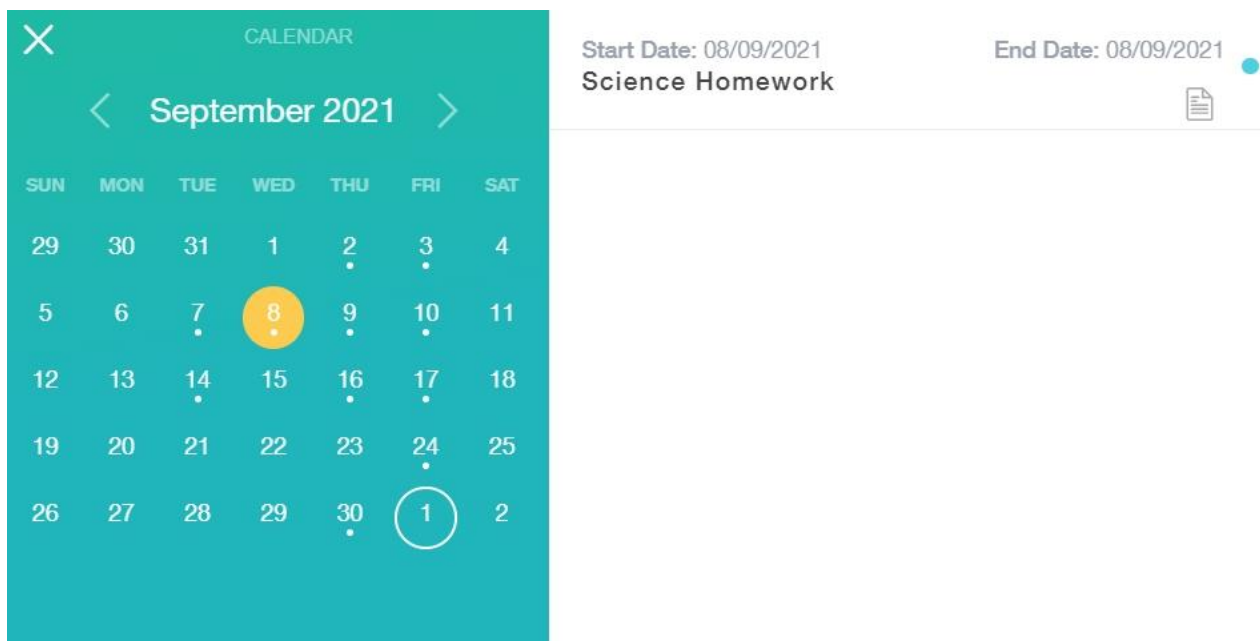 CALENDAR
September 2021
SUN MON TUE WED THU FRI SAT
29 30 31 1 2 3 4
5 6 7 8 9 10 11
12 13 14 15 16 17 18
19 20 21 22 23 24 25
26 27 28 29 30 1 2
Start Date: 08/09/2021 End Date: 08/09/2021
Science Homework